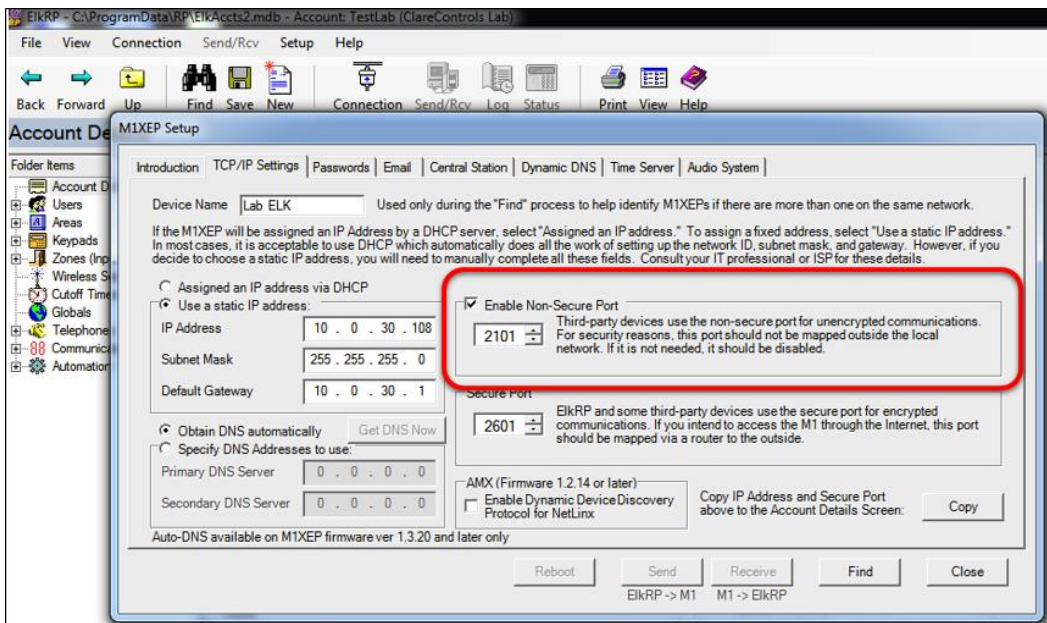 ElkRP - C:\ProgramData\RP\ElkAccts2.mdb - Account: TestLab (ClareControls Lab)
File View Connection Send/Rcv Setup Help
Back Forward Up Find Save New Connection Send/Rcv Log Status Print View Help
Account De
M1XEP Setup
Folder Items
Introduction TCP/IP Settings Passwords Email Central Station Dynamic DNS Time Server Audio System
Account D
Users
Areas
Keypads
Zones (Inp
Wireless S
Cutoff Time
Globals
Telephone
88 Communica
Automation
Device Name Lab ELK Used only during the "Find" process to help identify M1XEPs if there are more than one on the same network.
If the M1XEP will be assigned an IP Address by a DHCP server, select "Assigned an IP address." To assign a fixed address, select "Use a static IP address."
In most cases, it is acceptable to use DHCP which automatically does all the work of setting up the network ID, subnet mask, and gateway. However, if you
decide to choose a static IP address, you will need to manually complete all these fields. Consult your IT professional or ISP for these details.
Assigned an IP address via DHCP
Use a static IP address:
IP Address 10 . 0 . 30 . 108
Subnet Mask 255 . 255 . 255 . 0
Default Gateway 10 . 0 . 30 . 1
Obtain DNS automatically Get DNS Now
Specify DNS Addresses to use:
Primary DNS Server 0 . 0 . 0 . 0
Secondary DNS Server 0 . 0 . 0 . 0
Auto-DNS available on M1XEP firmware ver 1.3.20 and later only
Enable Non-Secure Port
2101
Third-party devices use the non-secure port for unencrypted communications.
For security reasons, this port should not be mapped outside the local
network. If it is not needed, it should be disabled.
Secure Port
2601
ElkRP and some third-party devices use the secure port for encrypted
communications. If you intend to access the M1 through the Internet, this port
should be mapped via a router to the outside.
AMX (Firmware 1.2.14 or later)
Enable Dynamic Device Discovery
Protocol for NetLinx
Copy IP Address and Secure Port
above to the Account Details Screen:
Copy
Reboot Send Receive Find Close
ElkRP -> M1 M1 -> ElkRP